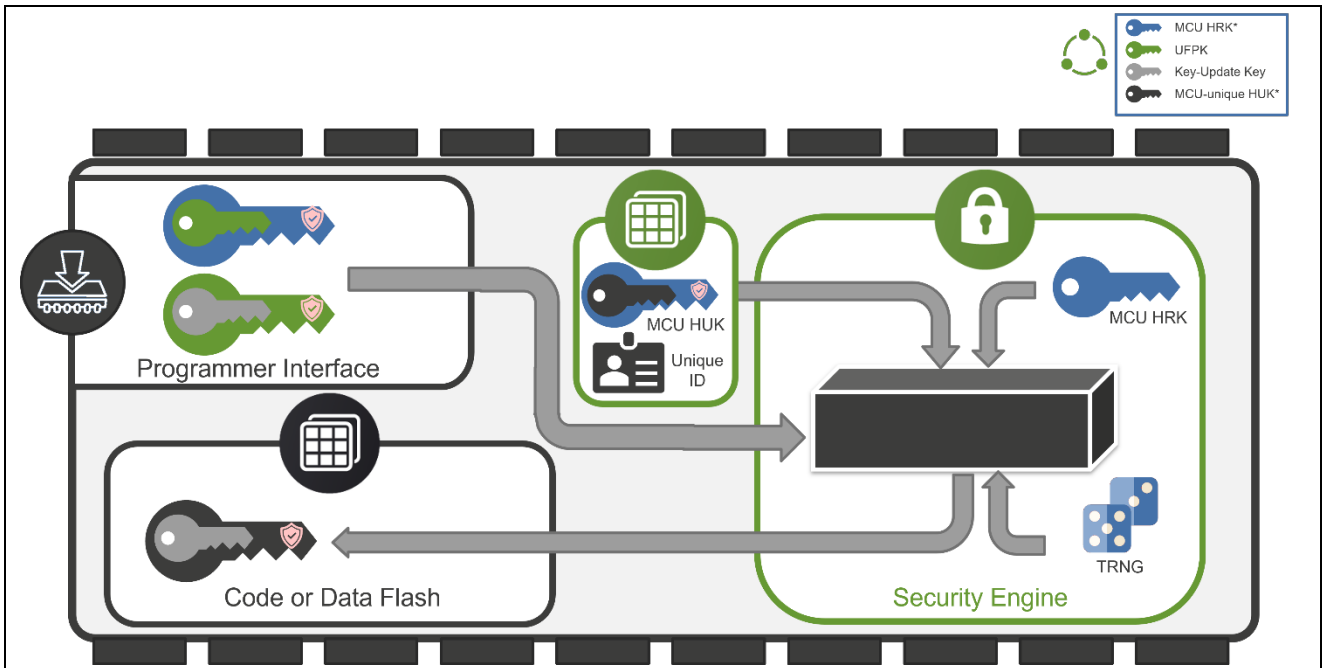 MCU HRK*
UFPK
Key-Update Key
MCU-unique HUK*
MCU HUK
Unique
ID
MCU HRK
Programmer Interface
TRNG
Code or Data Flash
Security Engine